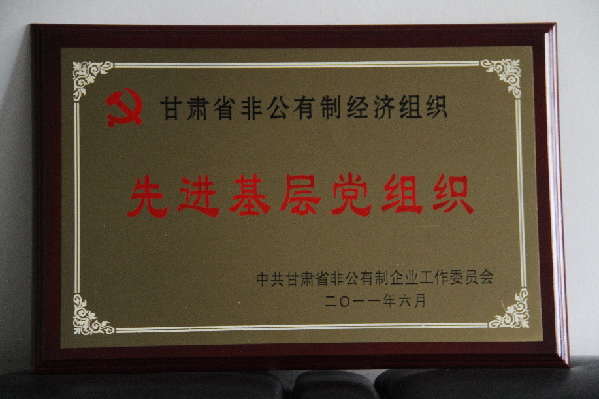 甘肃省非公有制经济组织
先进基层党组织
中共甘肃省非公有制企业工作委员会
二〇一一年六月